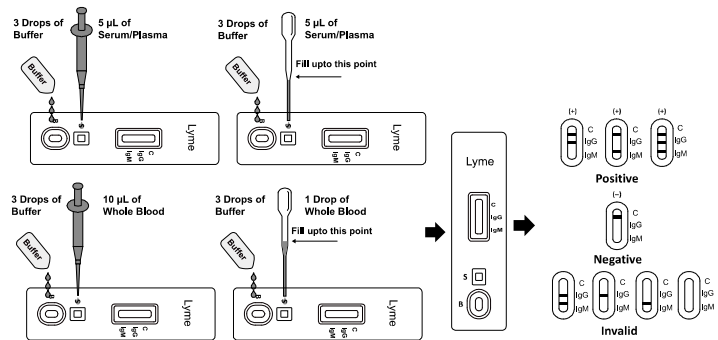 3 Drops of
Buffer
5 µL of
Serum/Plasma
Buffer
B
S
C
IgG
IgM
Lyme
3 Drops of
Buffer
5 µL of
Serum/Plasma
Fill upto this point
Buffer
B
S
C
IgG
IgM
Lyme
3 Drops of
Buffer
10 µL of
Whole Blood
Buffer
B
S
C
IgG
IgM
Lyme
3 Drops of
Buffer
1 Drop of
Whole Blood
Fill upto this point
Buffer
B
S
C
IgG
IgM
Lyme
Lyme
C
IgG
IgM
S
B
(+) (+) (+)
C C C
IgG IgG IgG
IgM IgM IgM
Positive
(−)
C
IgG
IgM
Negative
C C C C
IgG IgG IgG IgG
IgM IgM IgM IgM
Invalid